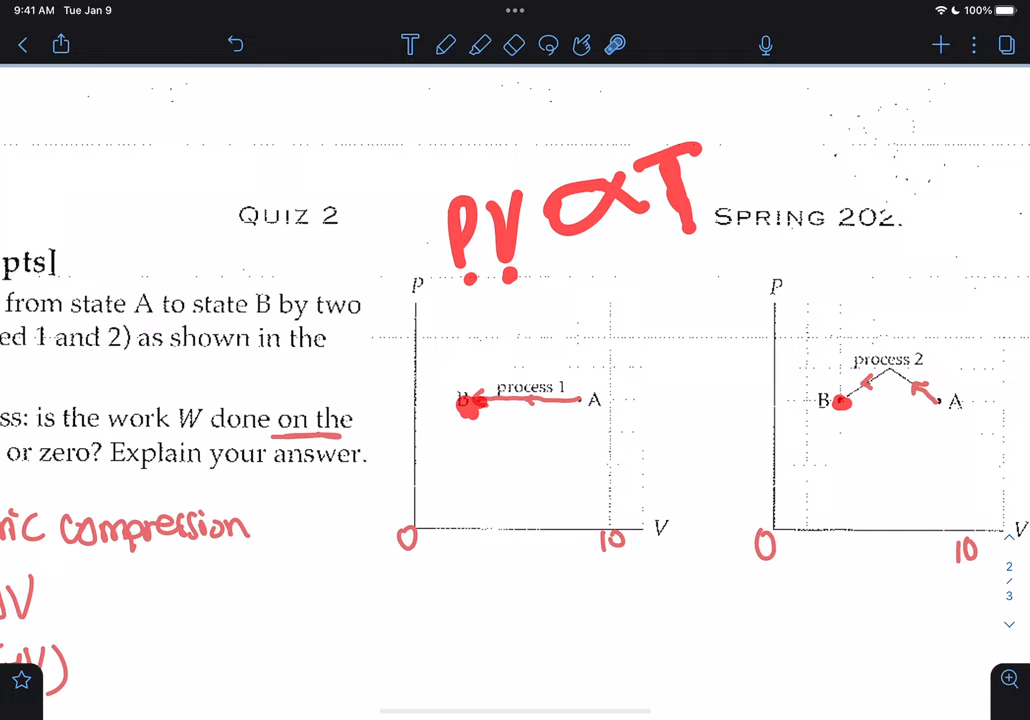 9:41 AM Tue Jan 9
100%
PV ∝ T
QUIZ 2
SPRING 202.
pts]
from state A to state B by two
ed 1 and 2) as shown in the
ss: is the work W done on the
or zero? Explain your answer.
P
process 1
B
A
V
0
10
P
process 2
B
A
V
0
10
compression
2
/
3